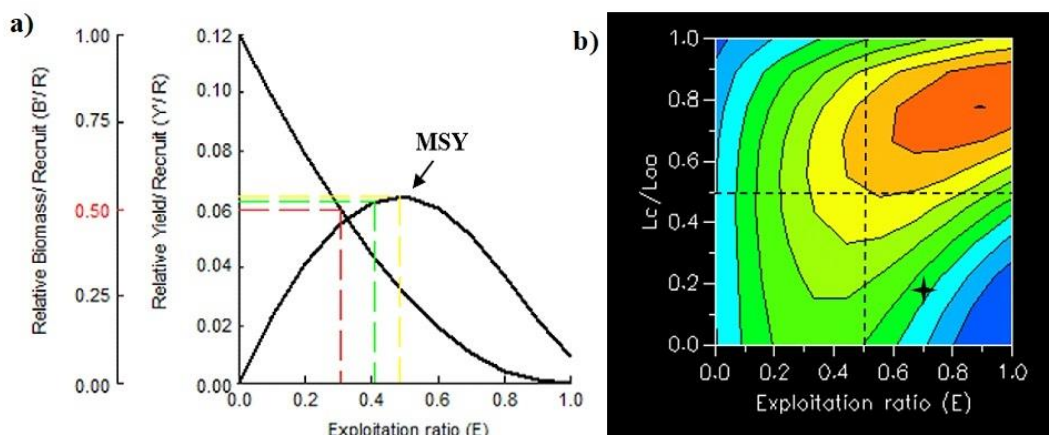 a)
Relative Biomass/ Recruit (B'/ R)
1.00
0.75
0.50
0.25
0.00
Relative Yield/ Recruit (Y'/ R)
0.12
0.10
0.08
0.06
0.04
0.02
0.00
MSY
0.0 0.2 0.4 0.6 0.8 1.0
Exploitation ratio (E)
b)
Lc/Loo
1.0
0.8
0.6
0.4
0.2
0.0
0.0 0.2 0.4 0.6 0.8 1.0
Exploitation ratio (E)